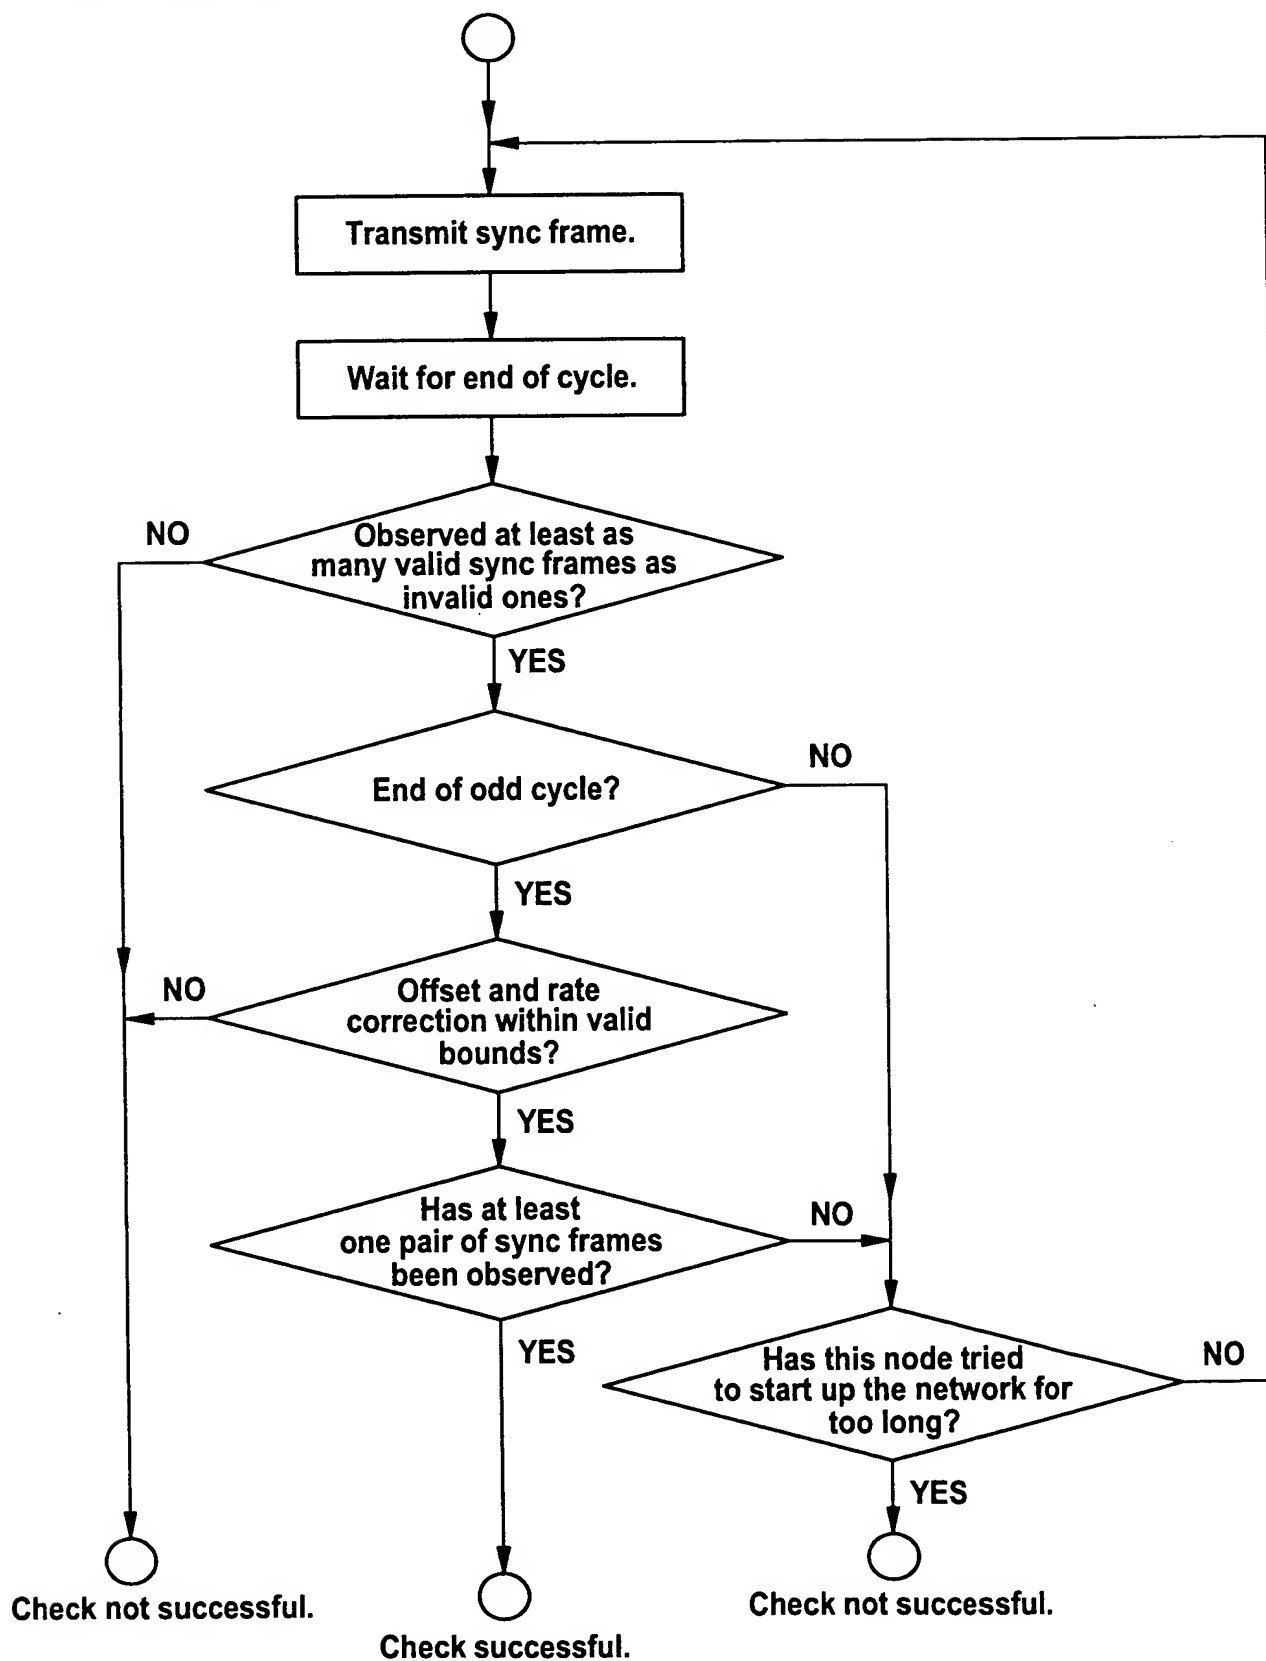 Transmit sync frame.
Wait for end of cycle.
NO
Observed at least as
many valid sync frames as
invalid ones?
YES
End of odd cycle?
NO
YES
NO
Offset and rate
correction within valid
bounds?
YES
Has at least
one pair of sync frames
been observed?
NO
YES
Has this node tried
to start up the network for
too long?
NO
YES
Check not successful.
Check successful.
Check not successful.